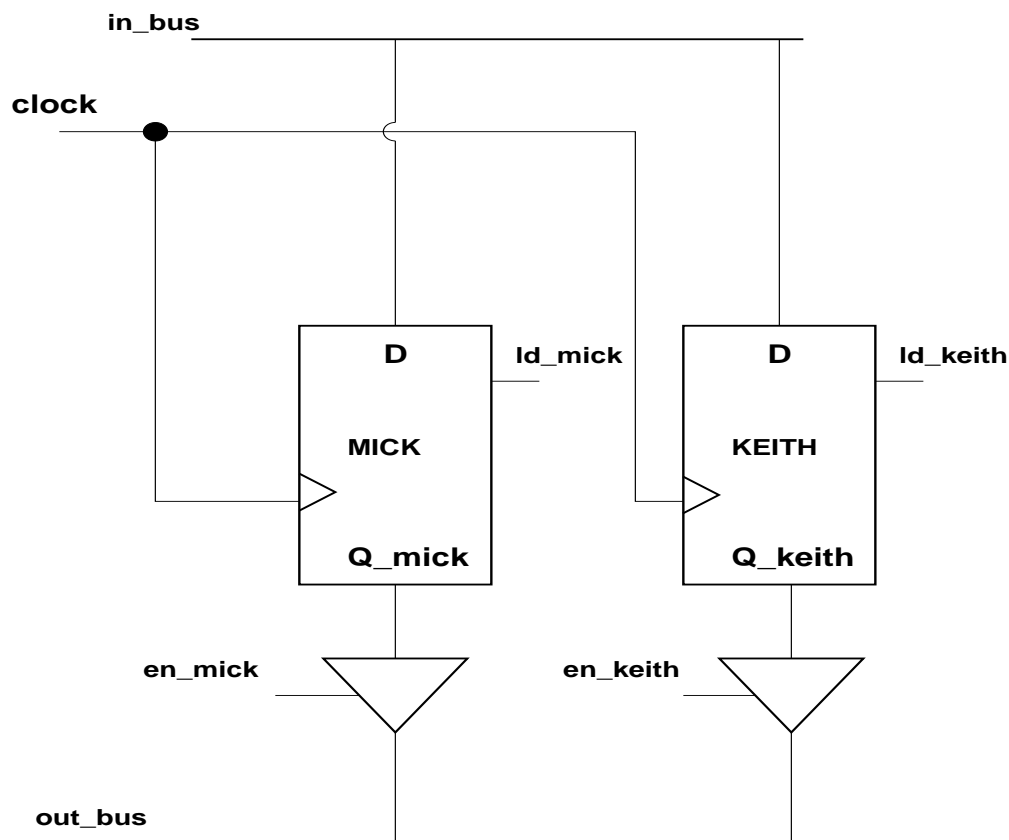 in_bus
clock
D
ld_mick
D
ld_keith
MICK
KEITH
Q_mick
Q_keith
en_mick
en_keith
out_bus